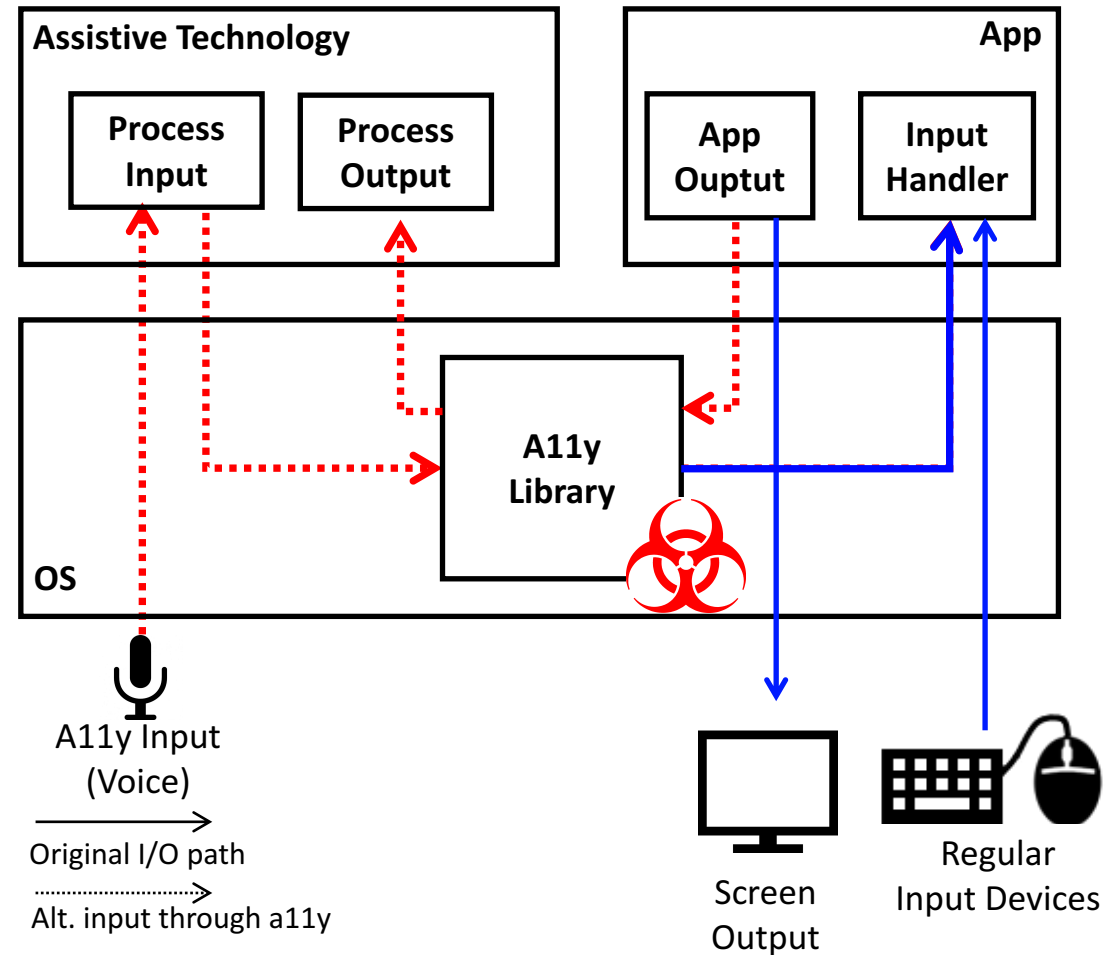 Assistive Technology
App
Process
Input
Process
Output
App
Ouptut
Input
Handler
A11y
Library
OS
A11y Input
(Voice)
Original I/O path
Alt. input through a11y
Screen
Output
Regular
Input Devices